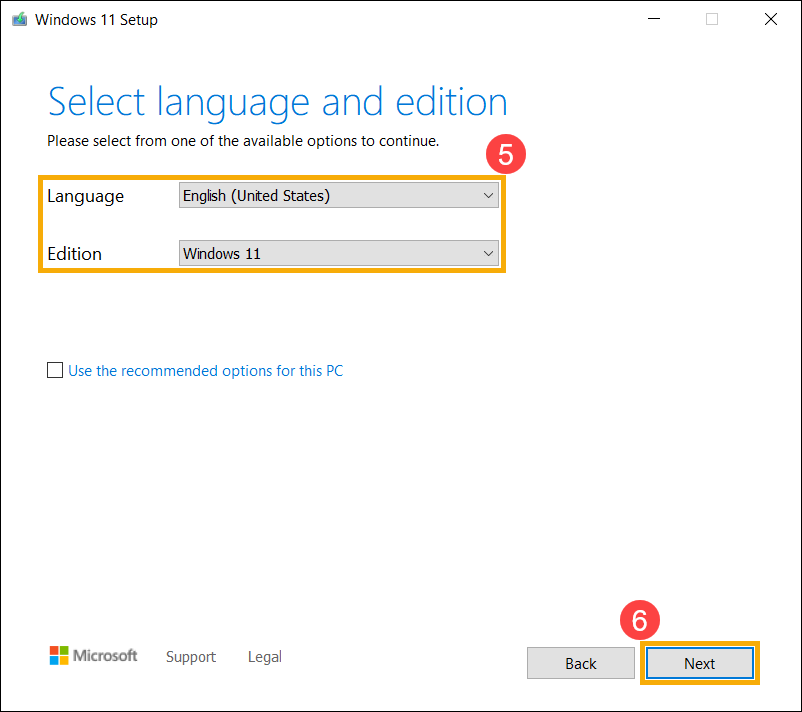 Windows 11 Setup
Select language and edition
Please select from one of the available options to continue.
5
Language English (United States)
Edition Windows 11
Use the recommended options for this PC
6
Microsoft Support Legal Back Next